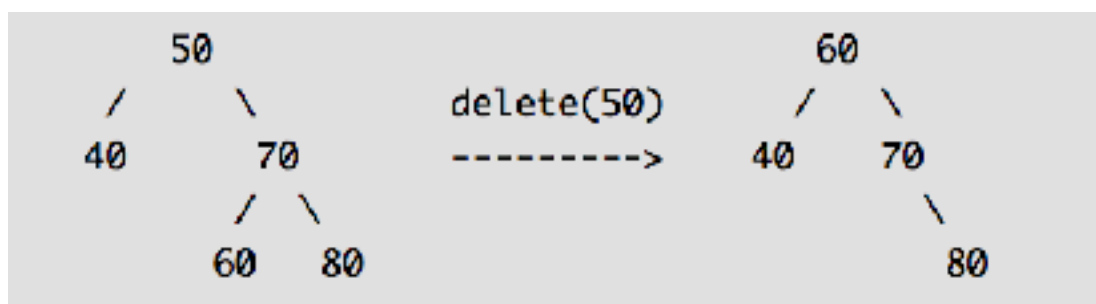 50 60
/ \ delete(50) / \
40 70 ---------> 40 70
/ \ \
60 80 80